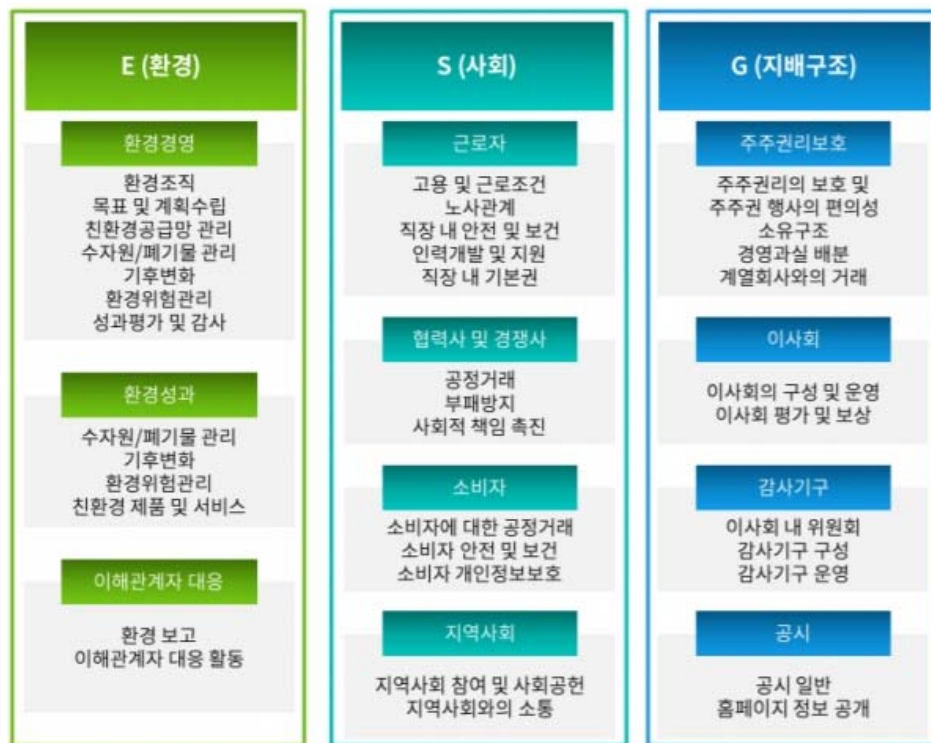 E (환경)
환경경영
환경조직
목표 및 계획수립
친환경공급망 관리
수자원/폐기물 관리
기후변화
환경위험관리
성과평가 및 감사
환경성과
수자원/폐기물 관리
기후변화
환경위험관리
친환경 제품 및 서비스
이해관계자 대응
환경 보고
이해관계자 대응 활동
S (사회)
근로자
고용 및 근로조건
노사관계
직장 내 안전 및 보건
인력개발 및 지원
직장 내 기본권
협력사 및 경쟁사
공정거래
부패방지
사회적 책임 촉진
소비자
소비자에 대한 공정거래
소비자 안전 및 보건
소비자 개인정보보호
지역사회
지역사회 참여 및 사회공헌
지역사회와의 소통
G (지배구조)
주주권리보호
주주권리의 보호 및
주주권 행사의 편의성
소유구조
경영과실 배분
계열회사와의 거래
이사회
이사회의 구성 및 운영
이사회 평가 및 보상
감사기구
이사회 내 위원회
감사기구 구성
감사기구 운영
공시
공시 일반
홈페이지 정보 공개